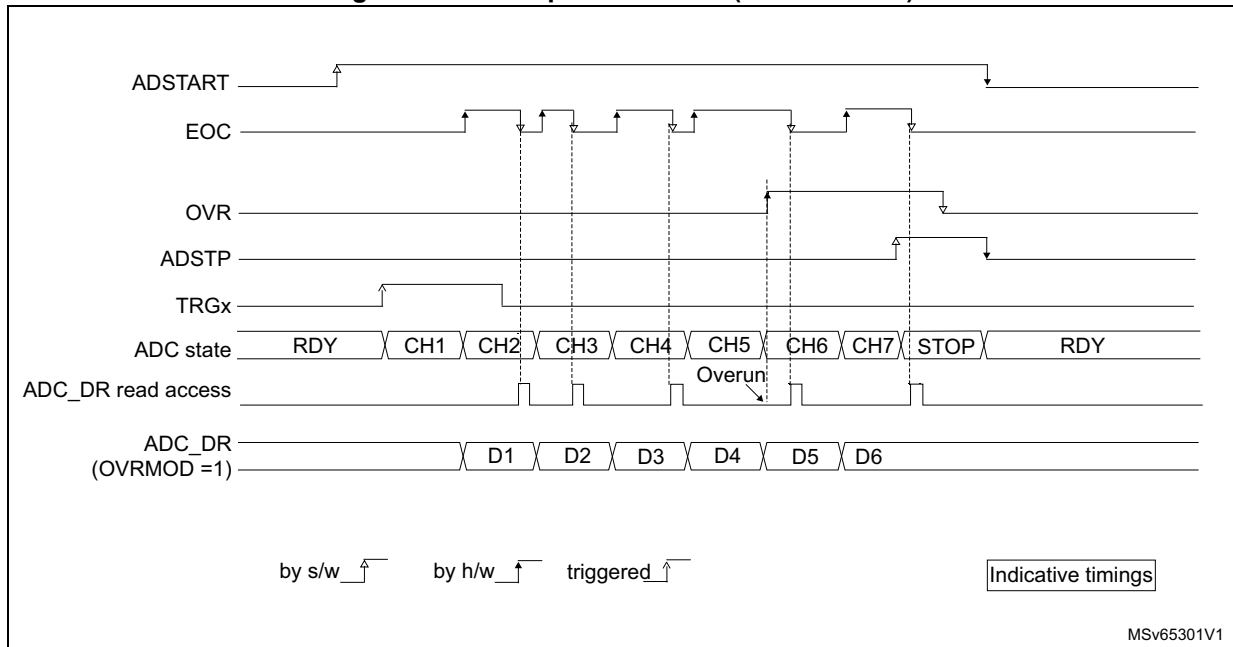 ADSTART
EOC
OVR
ADSTP
TRGx
ADC state RDY CH1 CH2 CH3 CH4 CH5 CH6 CH7 STOP RDY
Overun
ADC_DR read access
ADC_DR
(OVRMOD =1)
D1 D2 D3 D4 D5 D6
by s/w by h/w triggered
Indicative timings
MSv65301V1